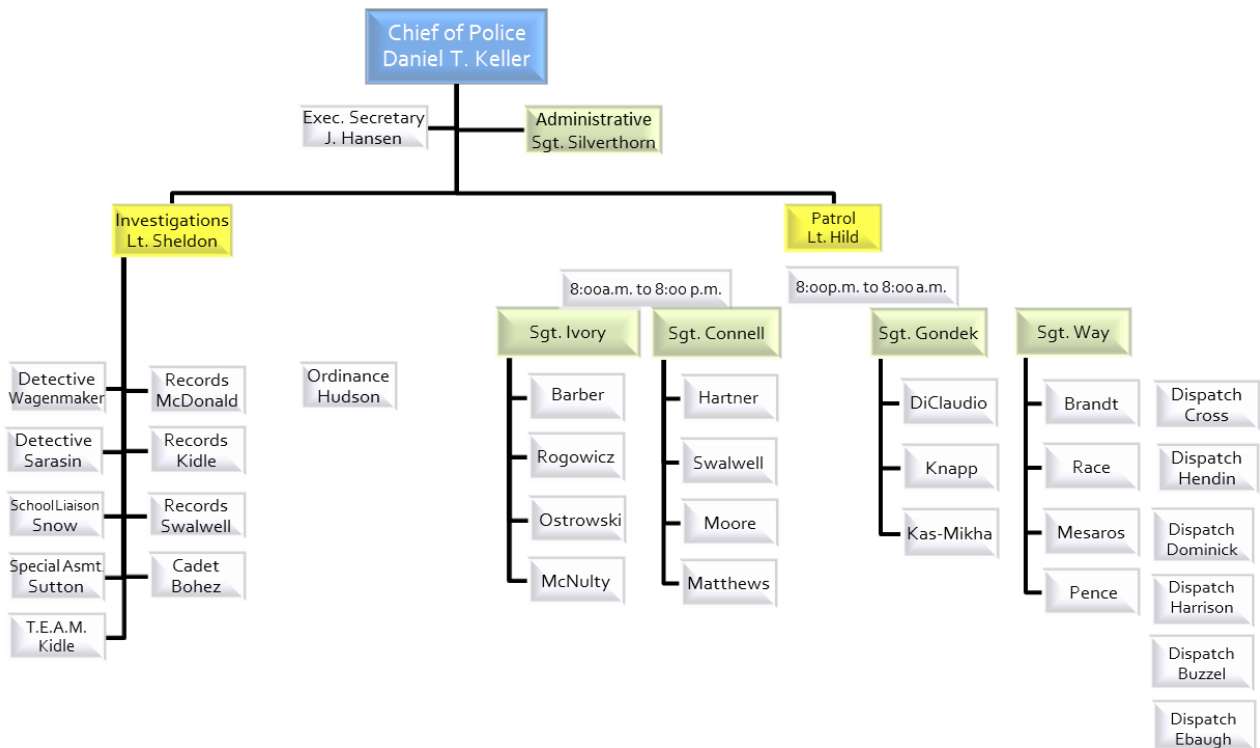 Chief of Police
Daniel T. Keller
Exec. Secretary
J. Hansen
Administrative
Sgt. Silverthorn
Investigations
Lt. Sheldon
Patrol
Lt. Hild
8:00a.m. to 8:00 p.m.
8:00p.m. to 8:00 a.m.
Sgt. Ivory
Sgt. Connell
Sgt. Gondek
Sgt. Way
Detective
Wagenmaker
Records
McDonald
Detective
Sarasin
Records
Kidle
School Liaison
Snow
Records
Swalwell
Special Asmt.
Sutton
Cadet
Bohez
T.E.A.M.
Kidle
Ordinance
Hudson
Barber
Rogowicz
Ostrowski
McNulty
Hartner
Swalwell
Moore
Matthews
DiClaudio
Knapp
Kas-Mikha
Brandt
Race
Mesaros
Pence
Dispatch
Cross
Dispatch
Hendin
Dispatch
Dominick
Dispatch
Harrison
Dispatch
Buzzel
Dispatch
Ebaugh